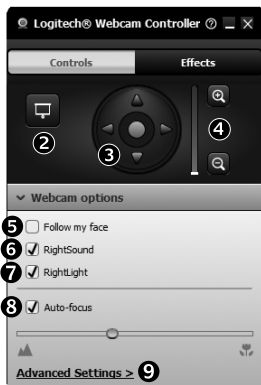 Logitech® Webcam Controller
Controls Effects
2
3
4
Webcam options
5 Follow my face
6 RightSound
7 RightLight
8 Auto-focus
Advanced Settings > 9